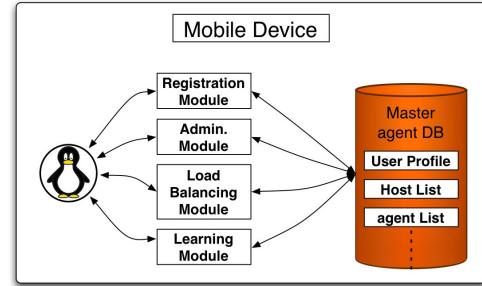 Mobile Device
Registration
Module
Admin.
Module
Load
Balancing
Module
Learning
Module
Master
agent DB
User Profile
Host List
agent List